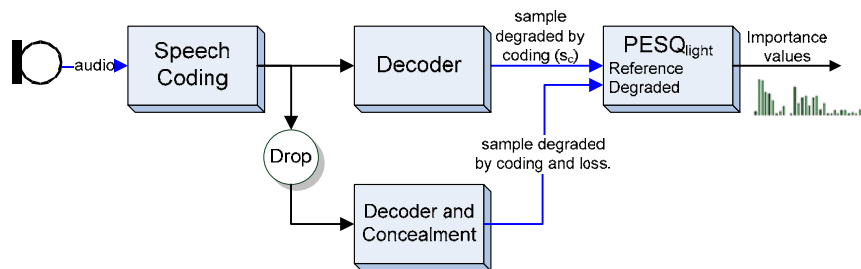 audio
Speech
Coding
Decoder
sample
degraded by
coding (sc)
PESQlight
Reference
Degraded
Importance
values
Drop
sample degraded
by coding and loss.
Decoder and
Concealment